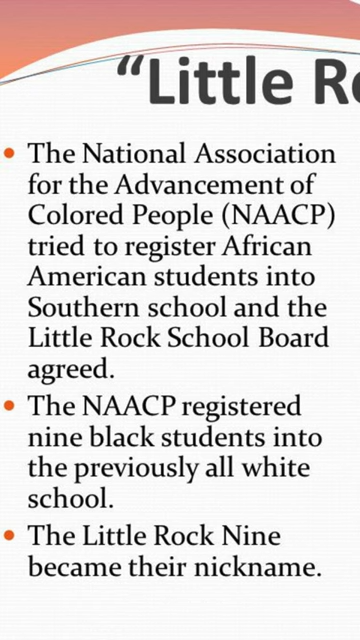 “Little R
• The National Association
for the Advancement of
Colored People (NAACP)
tried to register African
American students into
Southern school and the
Little Rock School Board
agreed.
• The NAACP registered
nine black students into
the previously all white
school.
• The Little Rock Nine
became their nickname.